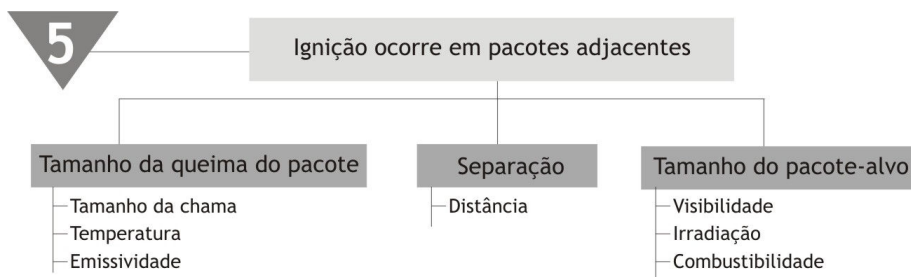 5
Ignição ocorre em pacotes adjacentes
Tamanho da queima do pacote
Tamanho da chama
Temperatura
Emissividade
Separação
Distância
Tamanho do pacote-alvo
Visibilidade
Irradiação
Combustibilidade